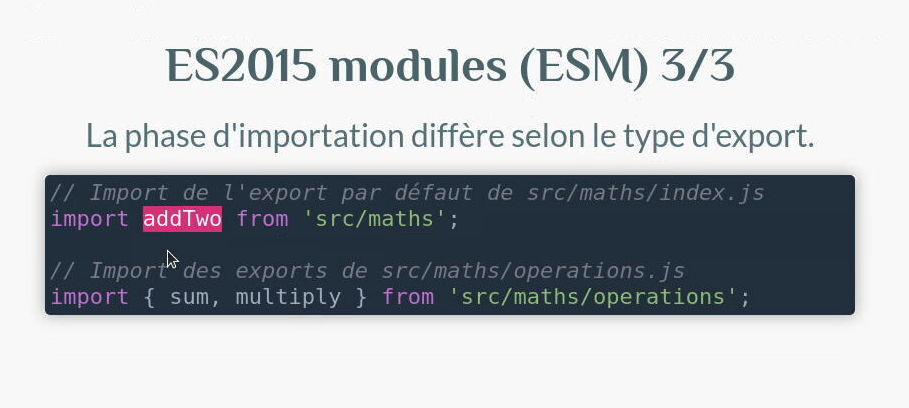 ES2015 modules (ESM) 3/3
La phase d'importation diffère selon le type d'export.
// Import de l'export par défaut de src/maths/index.js
import addTwo from 'src/maths';
// Import des exports de src/maths/operations.js
import { sum, multiply } from 'src/maths/operations';